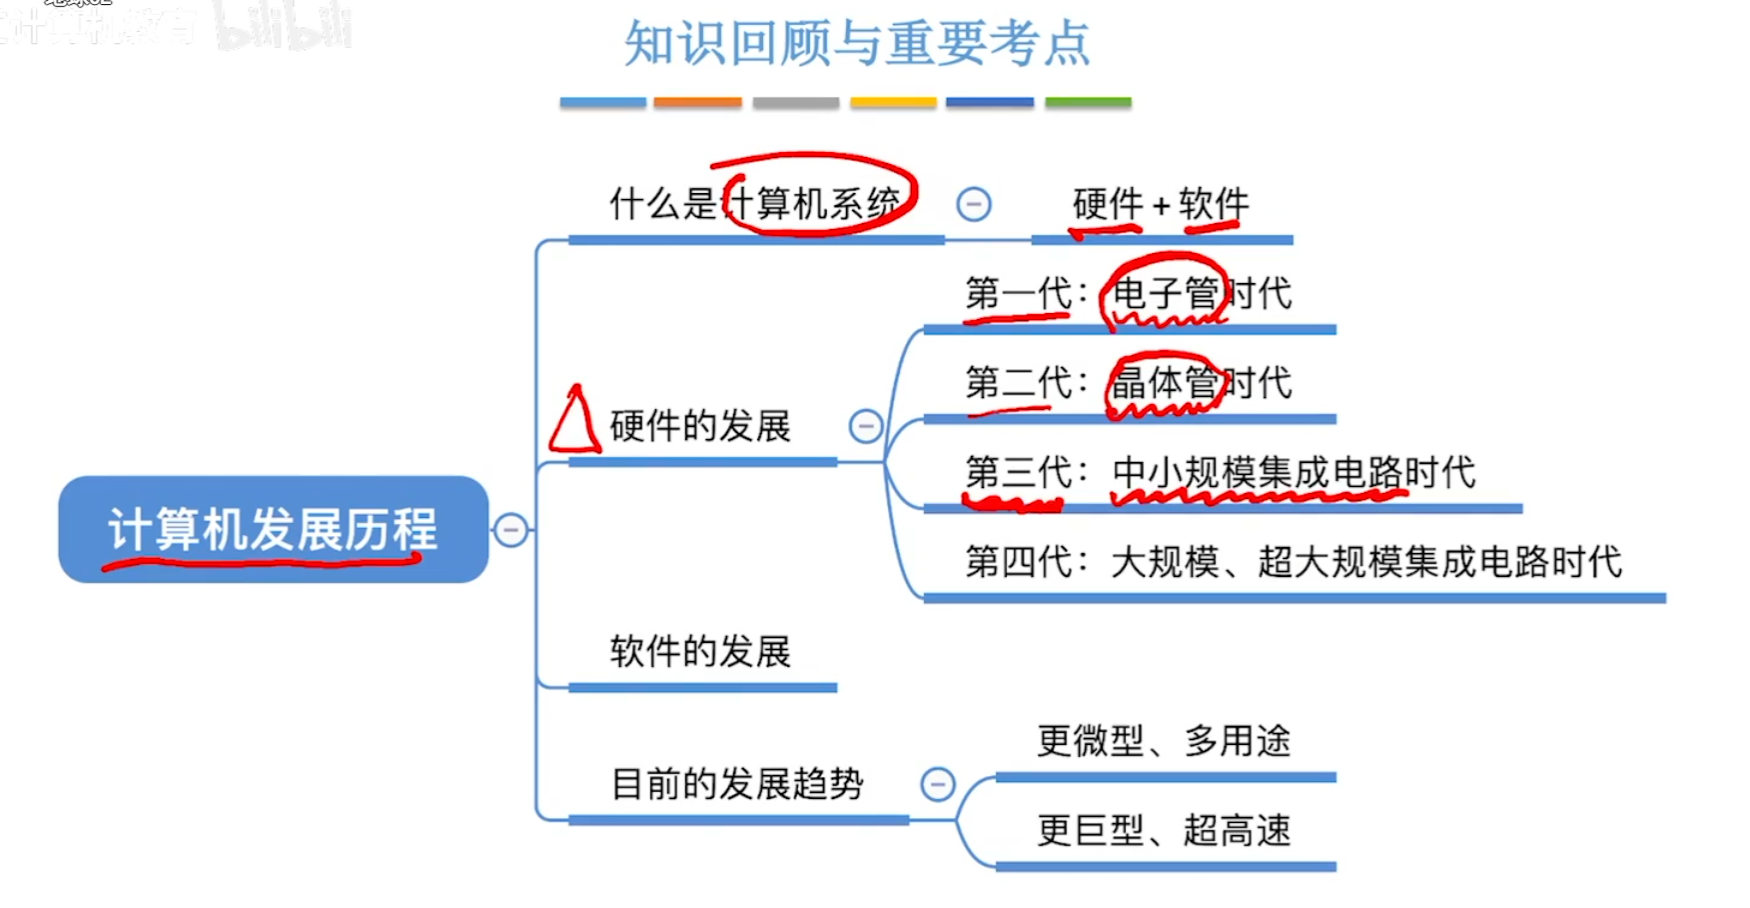 计算机教育 bilibili
知识回顾与重要考点
什么是计算机系统
硬件+软件
第一代：电子管时代
第二代：晶体管时代
硬件的发展
第三代：中小规模集成电路时代
计算机发展历程
第四代：大规模、超大规模集成电路时代
软件的发展
更微型、多用途
目前的发展趋势
更巨型、超高速